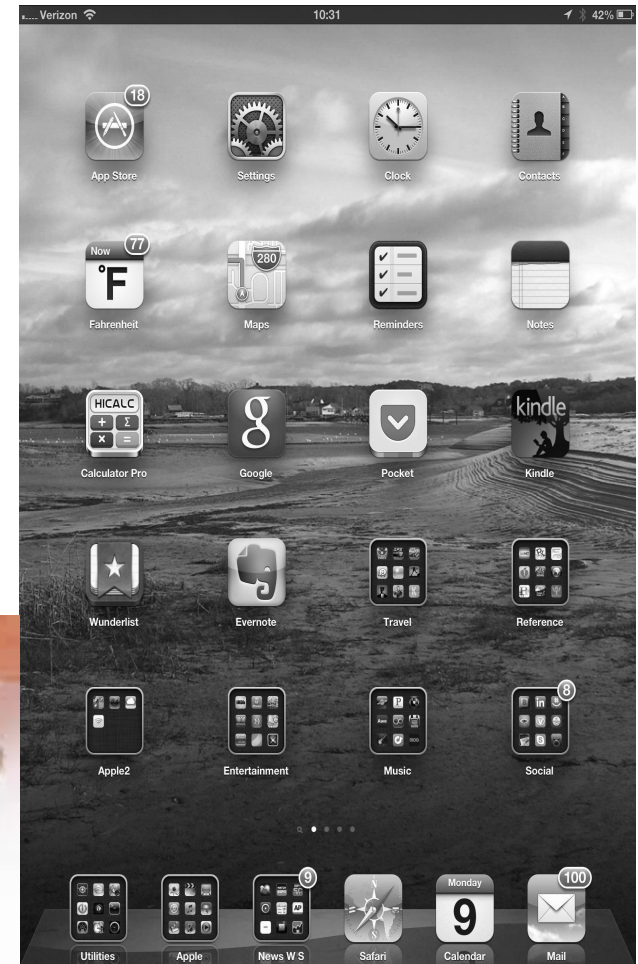 Verizon 10:31 42%
18
App Store Settings Clock Contacts
Now 77
°F 280
Fahrenheit Maps Reminders Notes
HICALC
+ Σ
× =
g kindle
Calculator Pro Google Pocket Kindle
Wunderlist Evernote Travel Reference
8
Apple2 Entertainment Music Social
9 Monday 100
9
Utilities Apple News W S Safari Calendar Mail